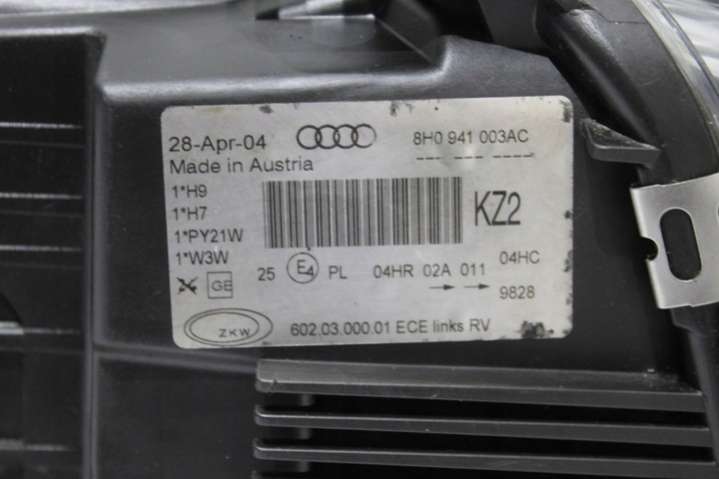 28-Apr-04 8H0 941 003AC
Made in Austria
1*H9
1*H7
1*PY21W
1*W3W
KZ2
25 E4 PL 04HR 02A 011 04HC
GE 9828
ZKW 602.03.000.01 ECE links RV